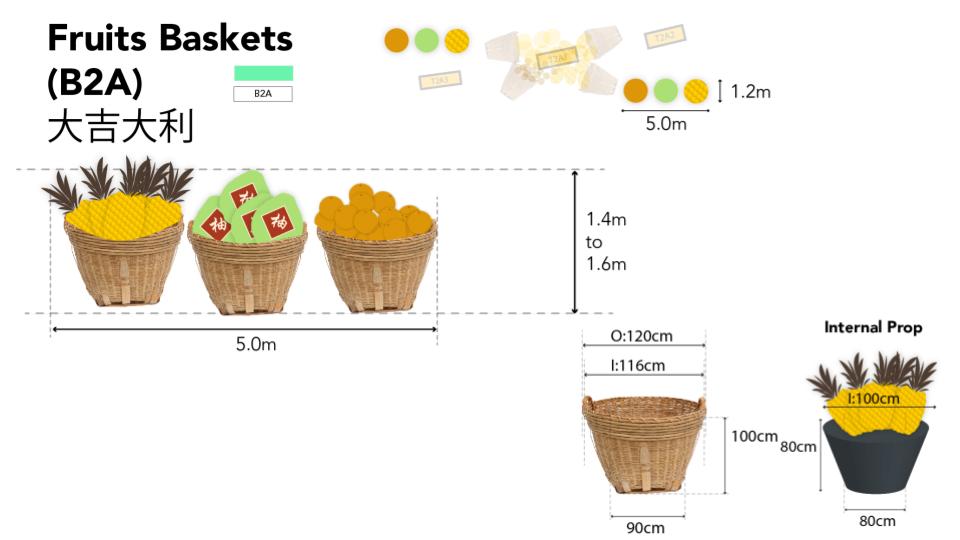 Fruits Baskets
(B2A)
B2A
大吉大利
T2A1
T2A2
T2A3
1.2m
5.0m
柚
柚
1.4m
to
1.6m
5.0m
O:120cm
I:116cm
100cm
90cm
Internal Prop
I:100cm
80cm
80cm